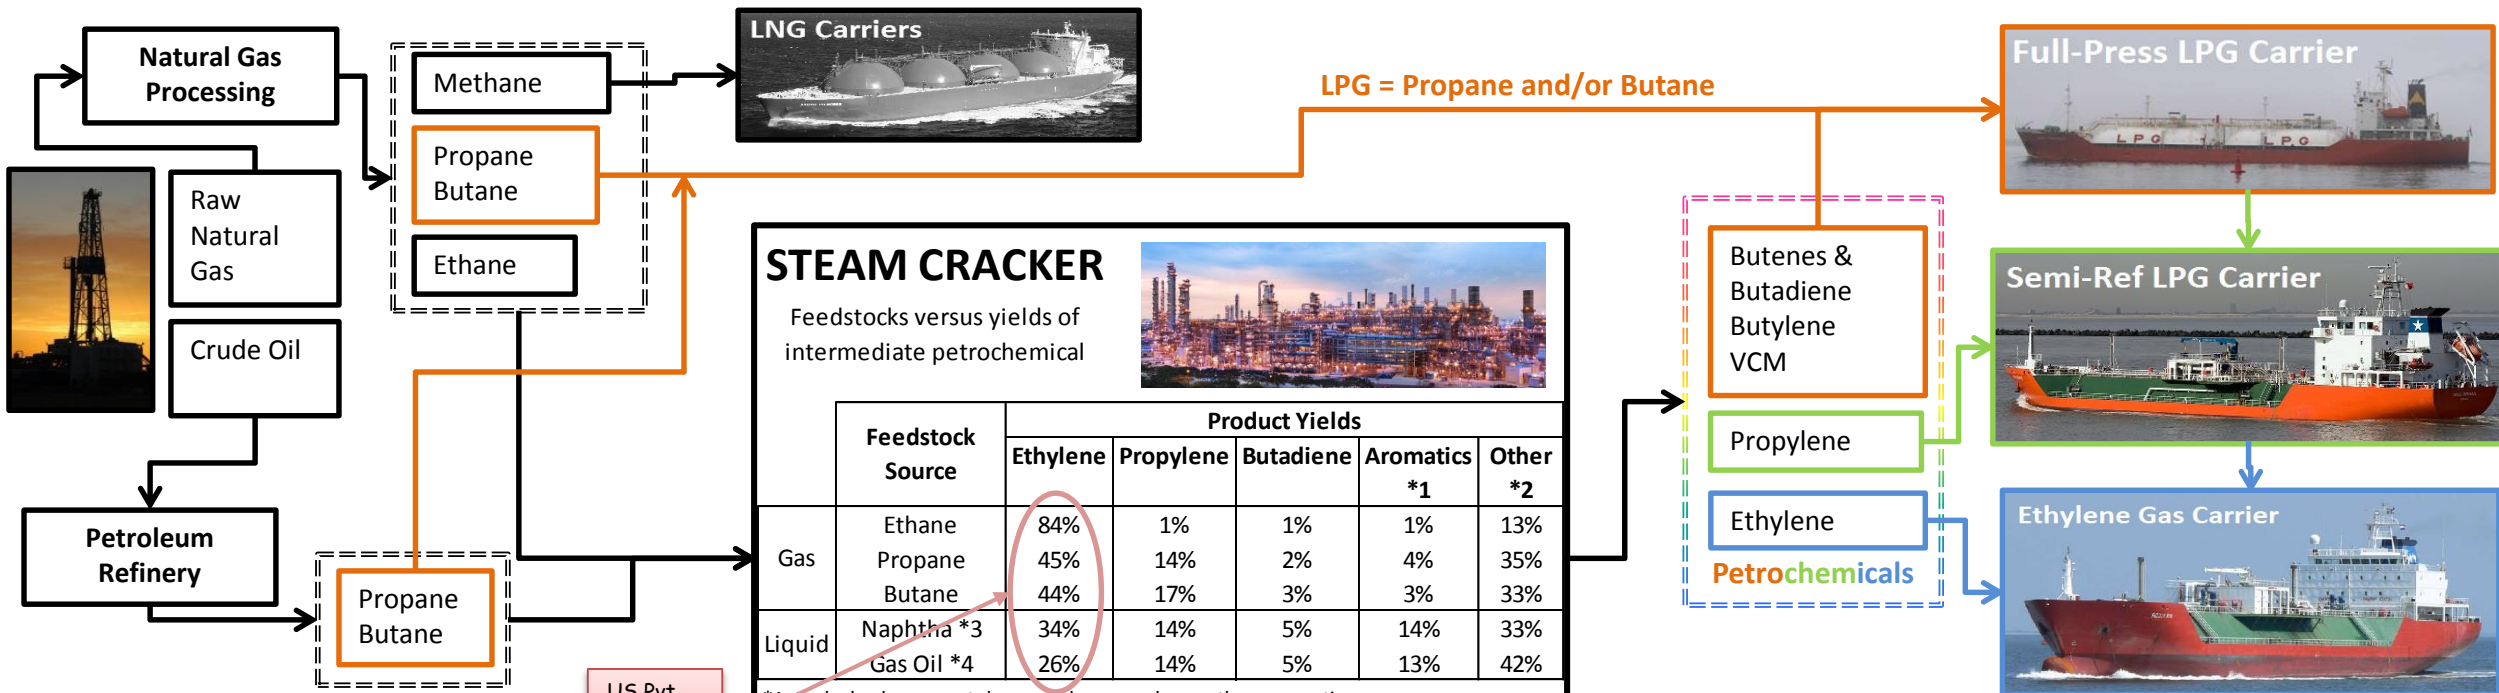 Natural Gas
Processing
Raw
Natural
Gas
Crude Oil
Petroleum
Refinery
Methane
Propane
Butane
Ethane
Propane
Butane
LNG Carriers
LPG = Propane and/or Butane
STEAM CRACKER
Feedstocks versus yields of
intermediate petrochemical
Feedstock
Source
Product Yields
Ethylene Propylene Butadiene Aromatics *1 Other *2
Gas
Ethane 84% 1% 1% 1% 13%
Propane 45% 14% 2% 4% 35%
Butane 44% 17% 3% 3% 33%
Liquid
Naphtha *3 34% 14% 5% 14% 33%
Gas Oil *4 26% 14% 5% 13% 42%
US Pvt
Butenes &
Butadiene
Butylene
VCM
Propylene
Ethylene
Petrochemicals
Full-Press LPG Carrier
LPG LPG
Semi-Ref LPG Carrier
Ethylene Gas Carrier